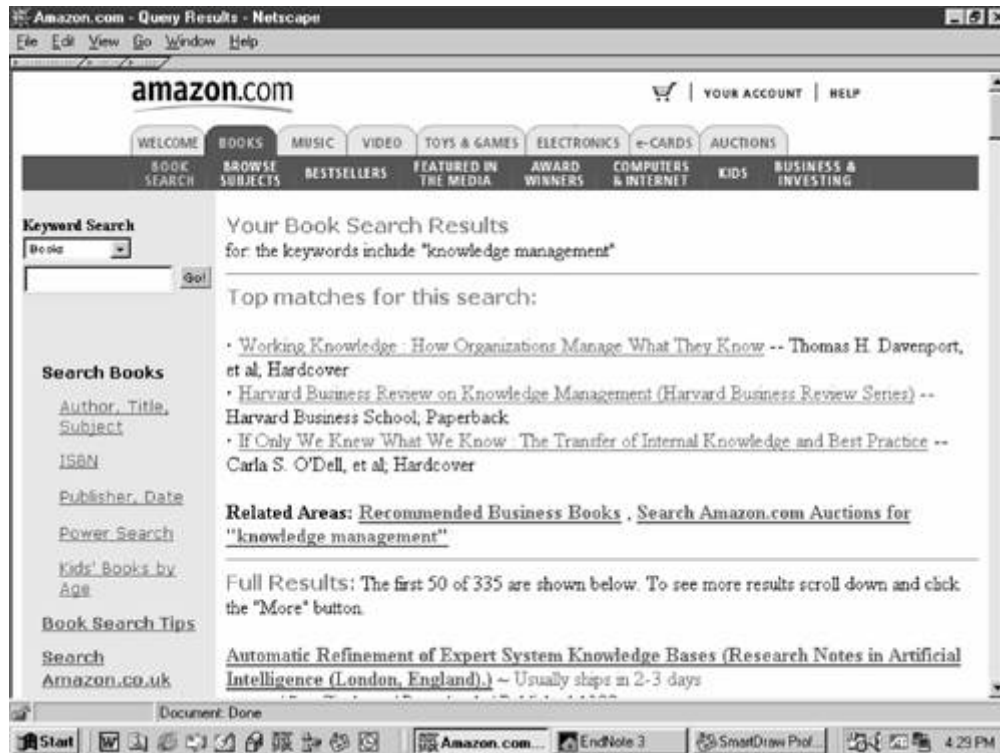 Amazon.com - Query Results - Netscape
File Edit View Go Window Help
amazon.com
YOUR ACCOUNT | HELP
WELCOME BOOKS MUSIC VIDEO TOYS & GAMES ELECTRONICS e-CARDS AUCTIONS
BOOK SEARCH BROWSE SUBJECTS BESTSELLERS FEATURED IN THE MEDIA AWARD WINNERS COMPUTERS & INTERNET KIDS BUSINESS & INVESTING
Keyword Search
Books
Go!
Search Books
Author, Title,
Subject
ISBN
Publisher, Date
Power Search
Kids' Books by
Age
Book Search Tips
Search
Amazon.co.uk
Your Book Search Results
for: the keywords include "knowledge management"
Top matches for this search:
· Working Knowledge : How Organizations Manage What They Know -- Thomas H. Davenport,
et al; Hardcover
· Harvard Business Review on Knowledge Management (Harvard Business Review Series) --
Harvard Business School; Paperback
· If Only We Knew What We Know : The Transfer of Internal Knowledge and Best Practice --
Carla S. O'Dell, et al; Hardcover
Related Areas: Recommended Business Books , Search Amazon.com Auctions for
"knowledge management"
Full Results: The first 50 of 335 are shown below. To see more results scroll down and click
the "More" button.
Automatic Refinement of Expert System Knowledge Bases (Research Notes in Artificial
Intelligence (London, England).) ~ Usually ships in 2-3 days
Document: Done
Start Amazon.com... EndNote 3 SmartDraw Prof... 4:29 PM